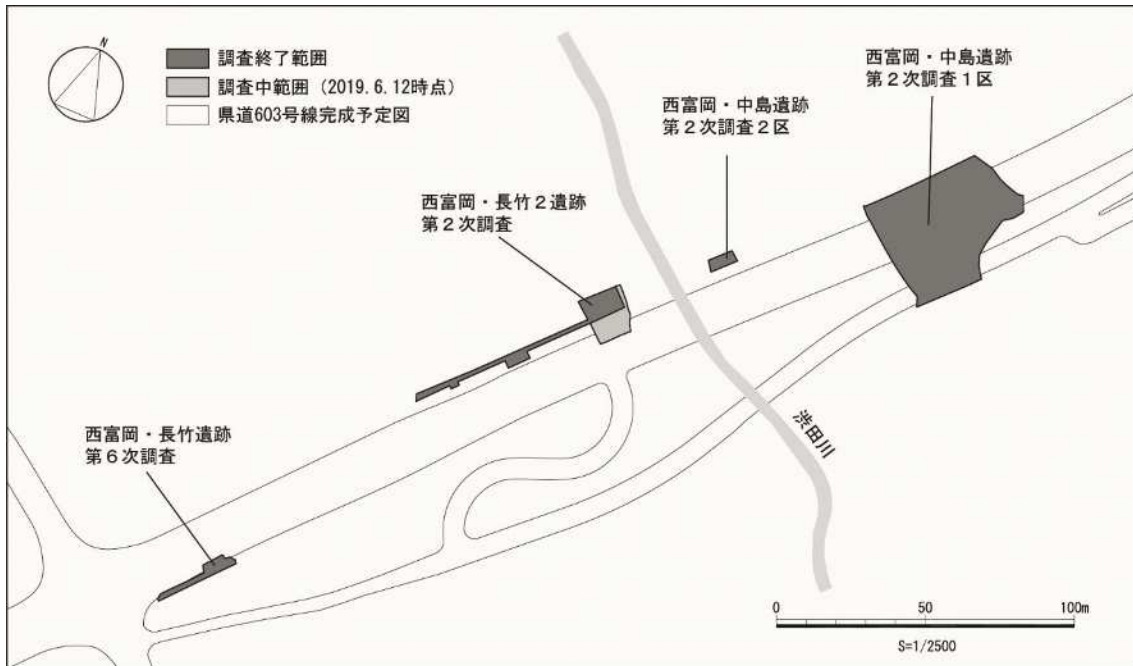 N
調査終了範囲
調査中範囲（2019.6.12時点）
県道603号線完成予定図
西富岡・中島遺跡
第２次調査１区
西富岡・中島遺跡
第２次調査２区
西富岡・長竹２遺跡
第２次調査
西富岡・長竹遺跡
第６次調査
渋田川
0 50 100m
S=1/2500